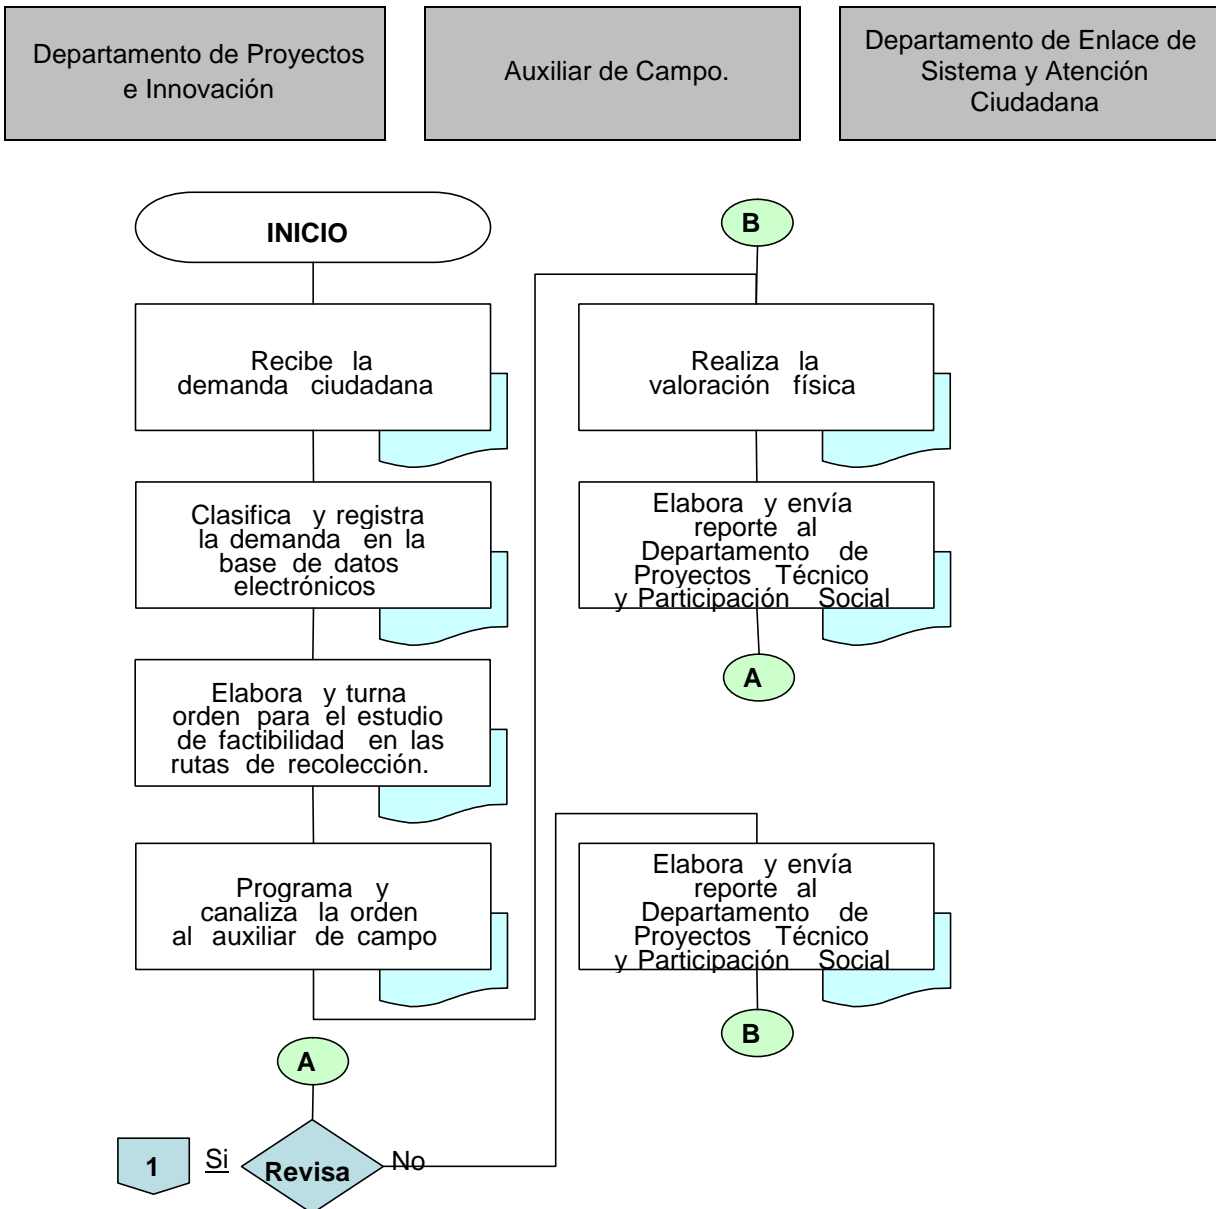 Departamento de Proyectos
e Innovación
Auxiliar de Campo.
Departamento de Enlace de
Sistema y Atención
Ciudadana
INICIO
Recibe la
demanda ciudadana
Clasifica y registra
la demanda en la
base de datos
electrónicos
Elabora y turna
orden para el estudio
de factibilidad en las
rutas de recolección.
Programa y
canaliza la orden
al auxiliar de campo
A
1
Si
Revisa
No
B
Realiza la
valoración física
Elabora y envía
reporte al
Departamento de
Proyectos Técnico
y Participación Social
A
Elabora y envía
reporte al
Departamento de
Proyectos Técnico
y Participación Social
B